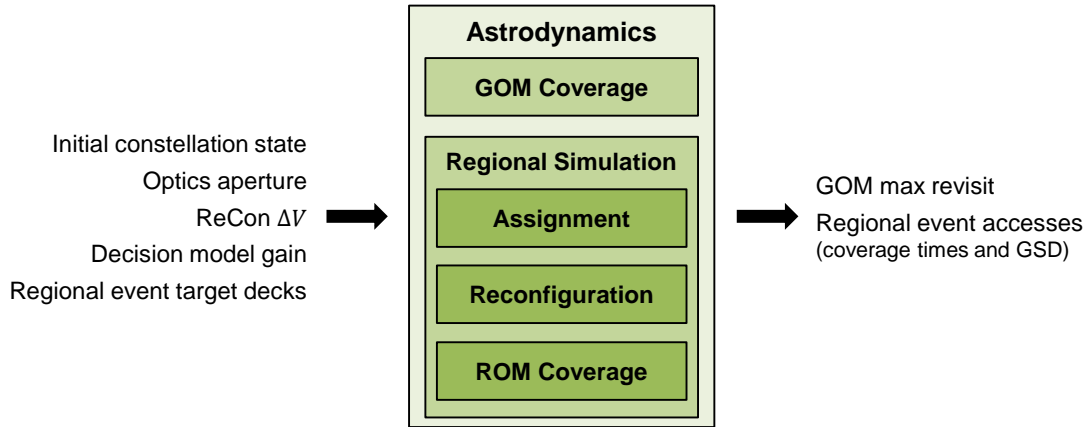 Astrodynamics
GOM Coverage
Regional Simulation
Assignment
Reconfiguration
ROM Coverage
Initial constellation state
Optics aperture
ReCon ΔV
Decision model gain
Regional event target decks
GOM max revisit
Regional event accesses
(coverage times and GSD)